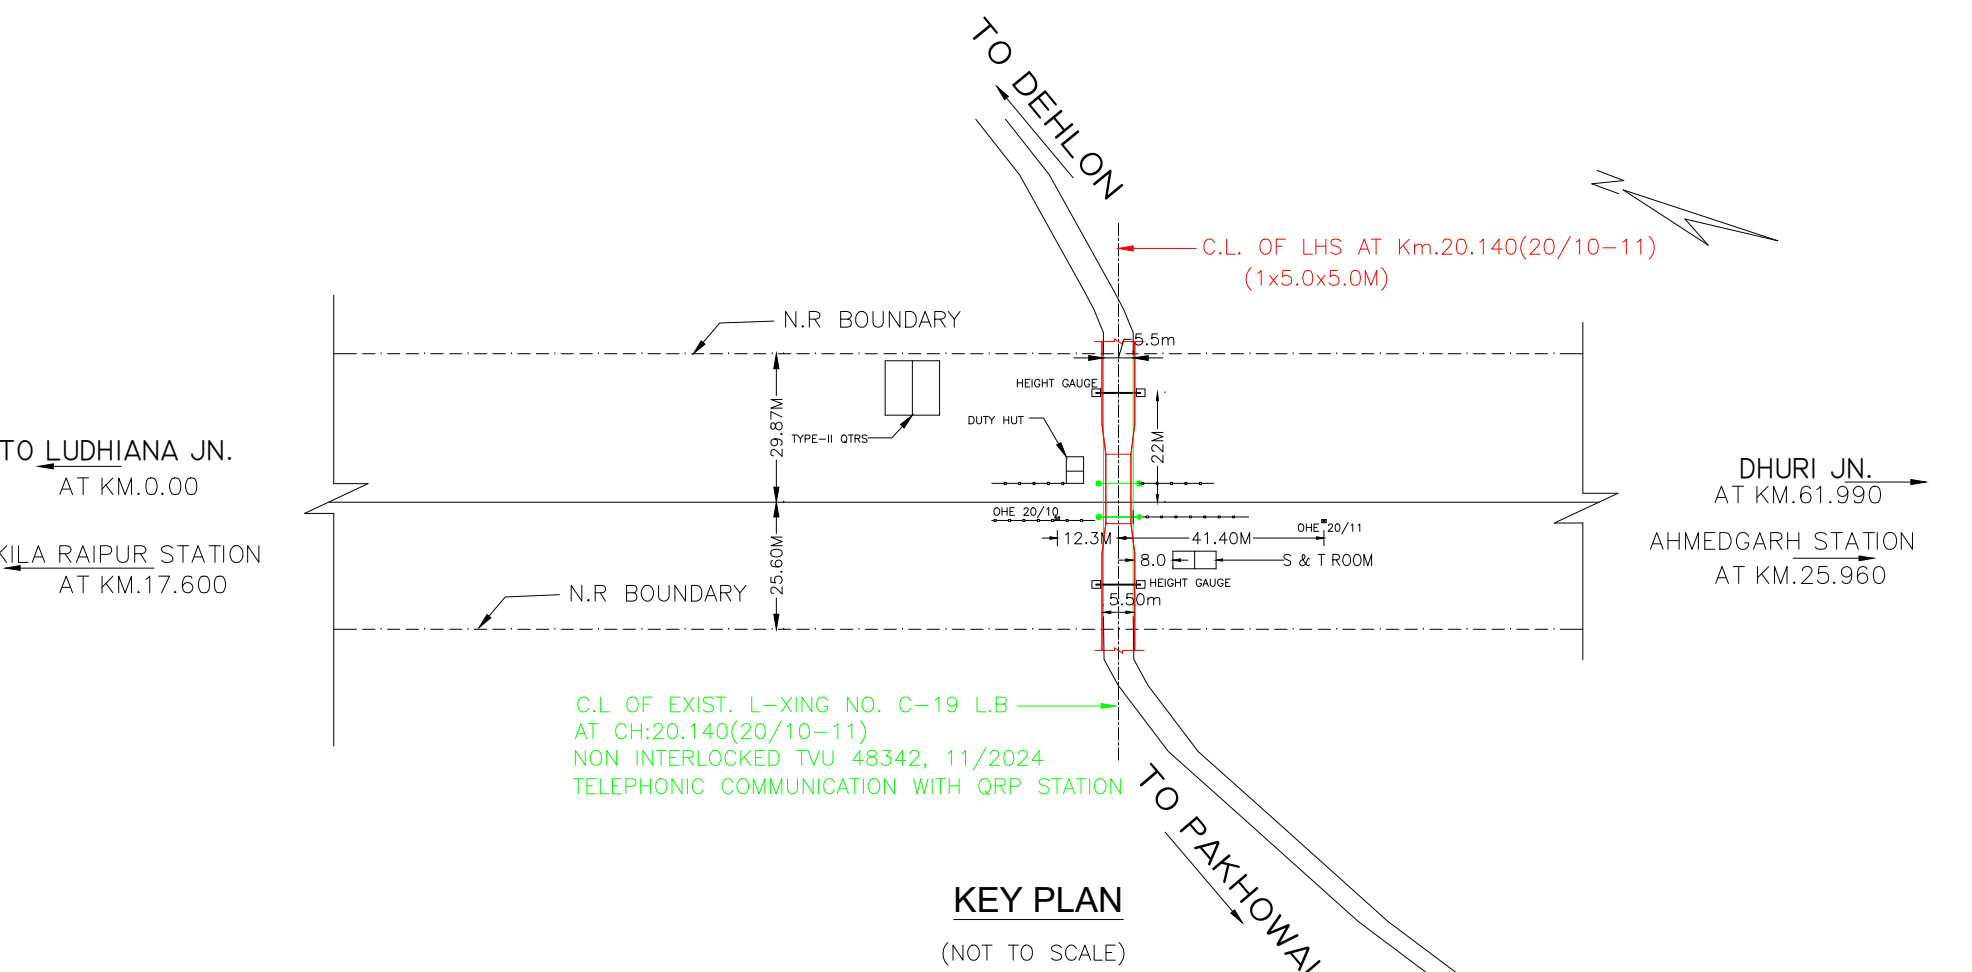 TO DEHLON
N
C.L. OF LHS AT Km.20.140(20/10-11)
(1x5.0x5.0M)
N.R BOUNDARY
5.5m
HEIGHT GAUGE
DUTY HUT
TYPE-II QTRS
29.87M
22M
TO LUDHIANA JN.
AT KM.0.00
DHURI JN.
AT KM.61.990
OHE 20/10
OHE 20/11
12.3M
41.40M
KILA RAIPUR STATION
AT KM.17.600
AHMEDGARH STATION
AT KM.25.960
8.0
S & T ROOM
25.60M
HEIGHT GAUGE
N.R BOUNDARY
5.50m
C.L OF EXIST. L-XING NO. C-19 L.B
AT CH:20.140(20/10-11)
NON INTERLOCKED TVU 48342, 11/2024
TELEPHONIC COMMUNICATION WITH QRP STATION
TO PAKHOWAL
KEY PLAN
(NOT TO SCALE)